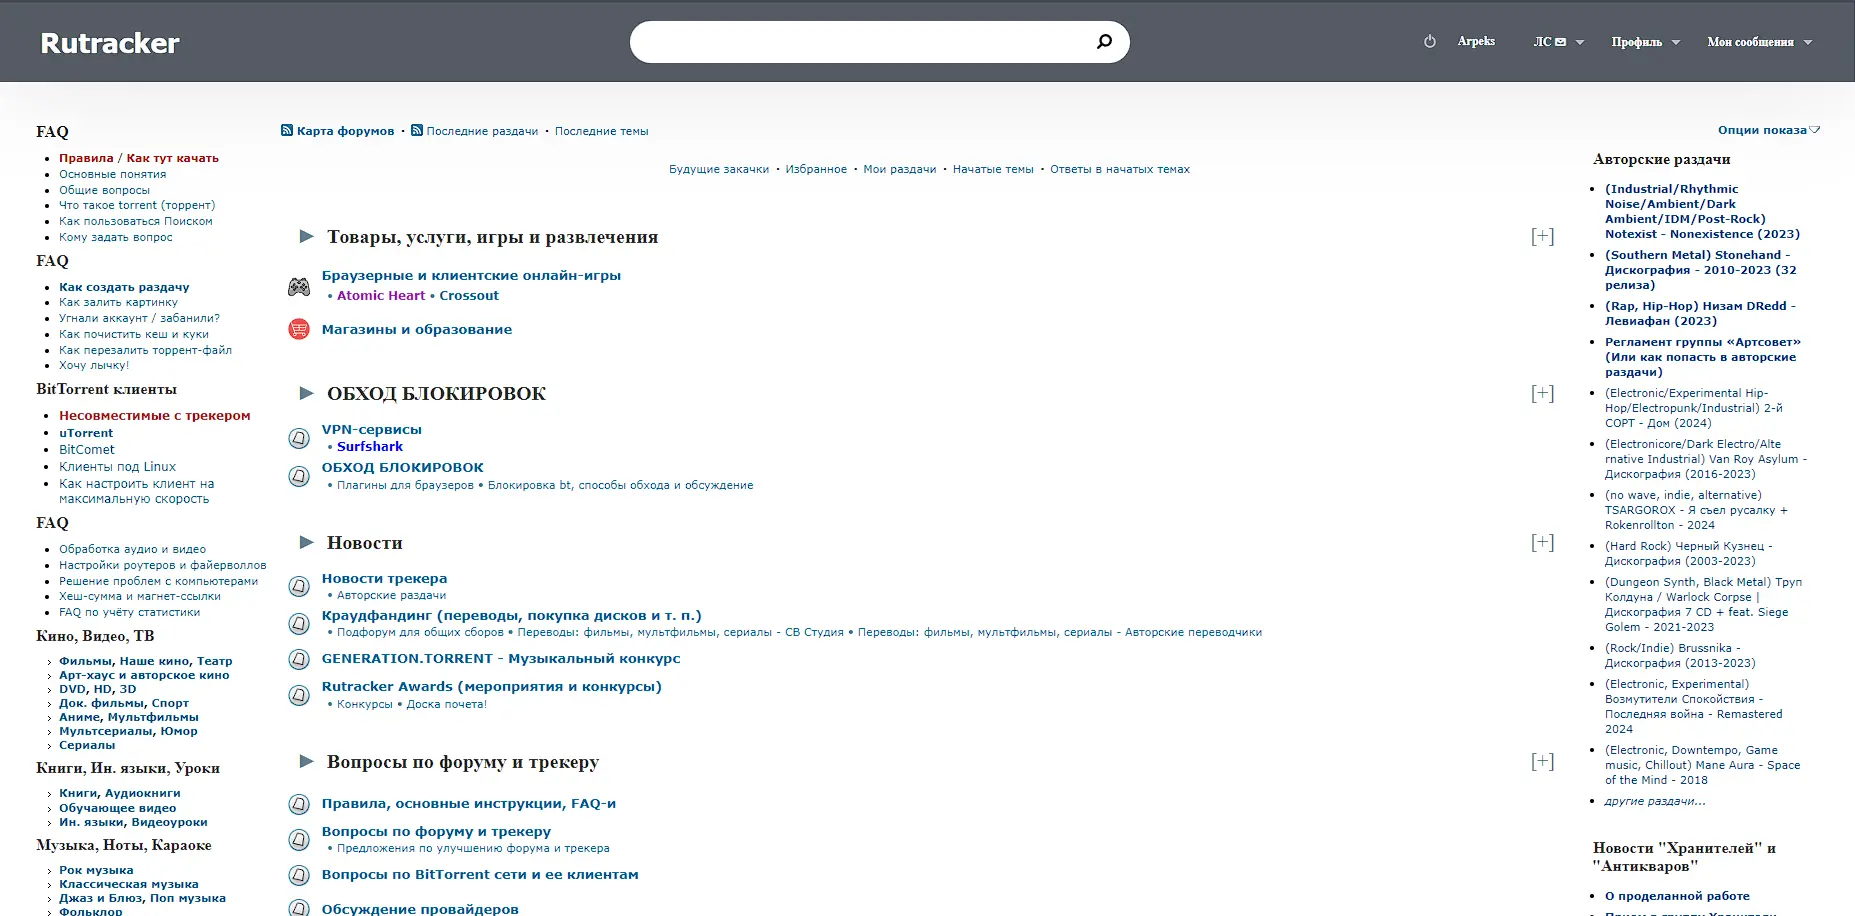 Rutracker
Arpeks
ЛС
Профиль
Мои сообщения
FAQ
Правила / Как тут качать
Основные понятия
Общие вопросы
Что такое torrent (торрент)
Как пользоваться Поиском
Кому задать вопрос
FAQ
Как создать раздачу
Как залить картинку
Угнали аккаунт / забанили?
Как почистить кеш и куки
Как перезалить торрент-файл
Хочу лычку!
BitTorrent клиенты
Несовместимые с трекером
uTorrent
BitComet
Клиенты под Linux
Как настроить клиент на
максимальную скорость
FAQ
Обработка аудио и видео
Настройки роутеров и файерволлов
Решение проблем с компьютерами
Хеш-сумма и магнет-ссылки
FAQ по учёту статистики
Кино, Видео, ТВ
Фильмы, Наше кино, Театр
Арт-хаус и авторское кино
DVD, HD, 3D
Док. фильмы, Спорт
Аниме, Мультфильмы
Мультсериалы, Юмор
Сериалы
Книги, Ин. языки, Уроки
Книги, Аудиокниги
Обучающее видео
Ин. языки, Видеоуроки
Музыка, Ноты, Караоке
Рок музыка
Классическая музыка
Джаз и Блюз, Поп музыка
Фольклор
Карта форумов · Последние раздачи · Последние темы
Будущие закачки · Избранное · Мои раздачи · Начатые темы · Ответы в начатых темах
Товары, услуги, игры и развлечения [+]
Браузерные и клиентские онлайн-игры
• Atomic Heart • Crossout
Магазины и образование
ОБХОД БЛОКИРОВОК [+]
VPN-сервисы
• Surfshark
ОБХОД БЛОКИРОВОК
• Плагины для браузеров • Блокировка bt, способы обхода и обсуждение
Новости [+]
Новости трекера
• Авторские раздачи
Краудфандинг (переводы, покупка дисков и т. п.)
• Подфорум для общих сборов • Переводы: фильмы, мультфильмы, сериалы - СВ Студия • Переводы: фильмы, мультфильмы, сериалы - Авторские переводчики
GENERATION.TORRENT - Музыкальный конкурс
Rutracker Awards (мероприятия и конкурсы)
• Конкурсы • Доска почета!
Вопросы по форуму и трекеру [+]
Правила, основные инструкции, FAQ-и
Вопросы по форуму и трекеру
• Предложения по улучшению форума и трекера
Вопросы по BitTorrent сети и ее клиентам
Обсуждение провайдеров
Опции показа
Авторские раздачи
(Industrial/Rhythmic
Noise/Ambient/Dark
Ambient/IDM/Post-Rock)
Notexist - Nonexistence (2023)
(Southern Metal) Stonehand -
Дискография - 2010-2023 (32
релиза)
(Rap, Hip-Hop) Низам DRedd -
Левиафан (2023)
Регламент группы «Артсовет»
(Или как попасть в авторские
раздачи)
(Electronic/Experimental Hip-
Hop/Electropunk/Industrial) 2-й
СОРТ - Дом (2024)
(Electronicore/Dark Electro/Alte
rnative Industrial) Van Roy Asylum -
Дискография (2016-2023)
(no wave, indie, alternative)
TSARGOROX - Я съел русалку +
Rokenrollton - 2024
(Hard Rock) Черный Кузнец -
Дискография (2003-2023)
(Dungeon Synth, Black Metal) Труп
Колдуна / Warlock Corpse |
Дискография 7 CD + feat. Siege
Golem - 2021-2023
(Rock/Indie) Brussnika -
Дискография (2013-2023)
(Electronic, Experimental)
Возмутители Спокойствия -
Последняя война - Remastered
2024
(Electronic, Downtempo, Game
music, Chillout) Mane Aura - Space
of the Mind - 2018
другие раздачи...
Новости "Хранителей" и
"Антикваров"
О проделанной работе